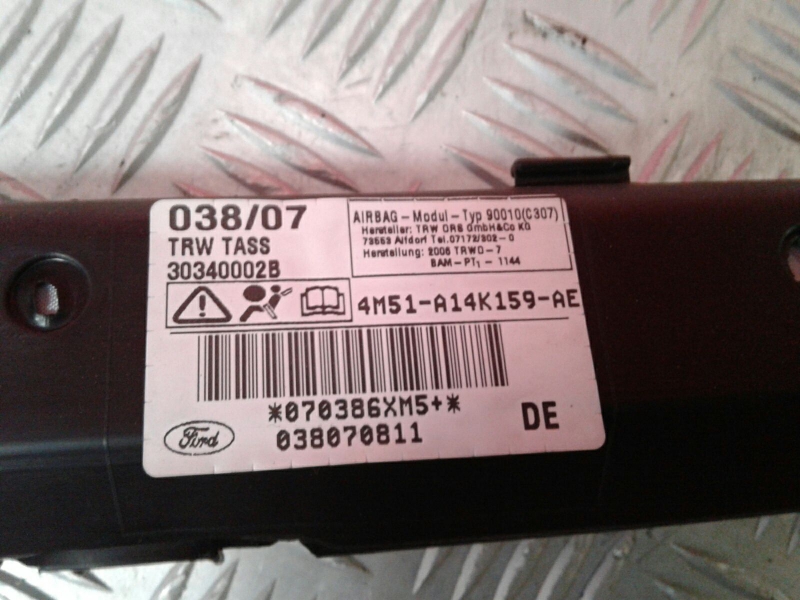 038/07
TRW TASS
30340002B
AIRBAG-Modul-Typ 90010(C307)
Hersteller: TRW ORS GmbH&Co KG
73553 Alfdorf Tel.07172/302-0
Herstellung: 2006 TRWD-7
BAM-PT₁-1144
4M51-A14K159-AE
*070386XM5+*
038070811
DE
Ford